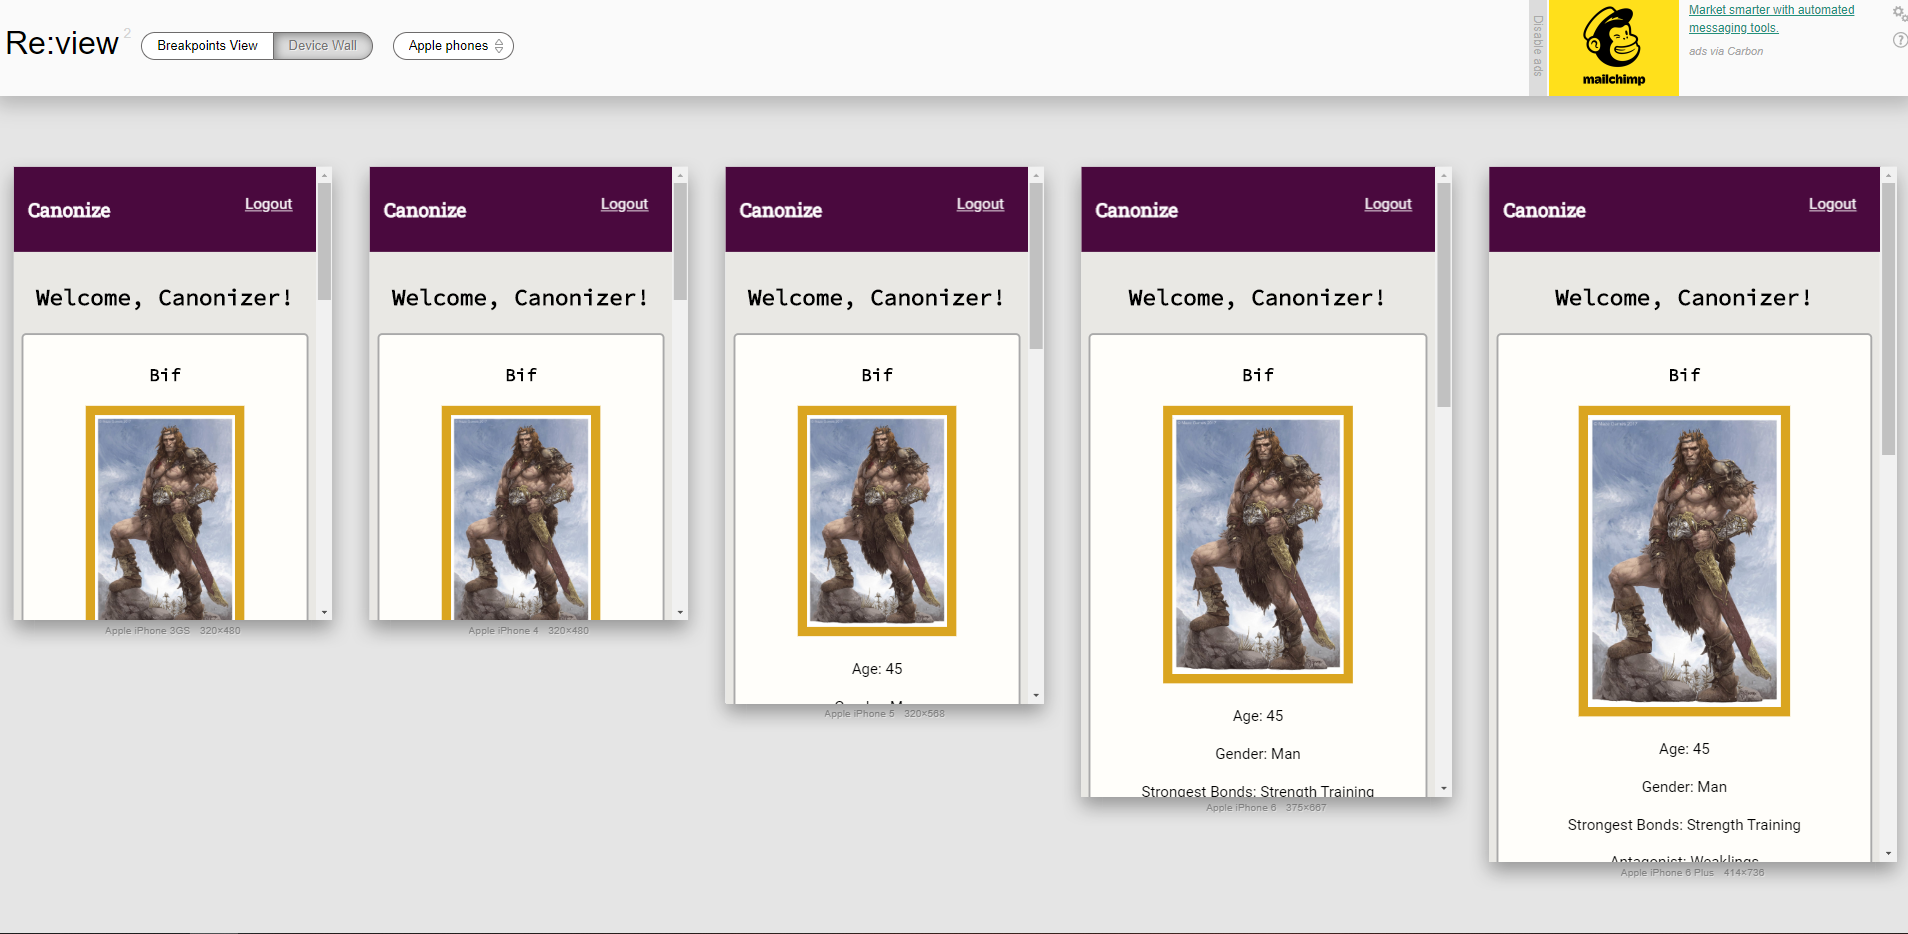 Re:view 2
Breakpoints View
Device Wall
Apple phones
Disable ads
mailchimp
Market smarter with automated
messaging tools.
ads via Carbon
Canonize
Logout
Welcome, Canonizer!
Bif
Apple iPhone 3GS 320×480
Canonize
Logout
Welcome, Canonizer!
Bif
Apple iPhone 4 320×480
Canonize
Logout
Welcome, Canonizer!
Bif
Age: 45
Apple iPhone 5 320×568
Canonize
Logout
Welcome, Canonizer!
Bif
Age: 45
Gender: Man
Strongest Bonds: Strength Training
Apple iPhone 6 375×667
Canonize
Logout
Welcome, Canonizer!
Bif
Age: 45
Gender: Man
Strongest Bonds: Strength Training
Antagonist: Weaklings
Apple iPhone 6 Plus 414×736